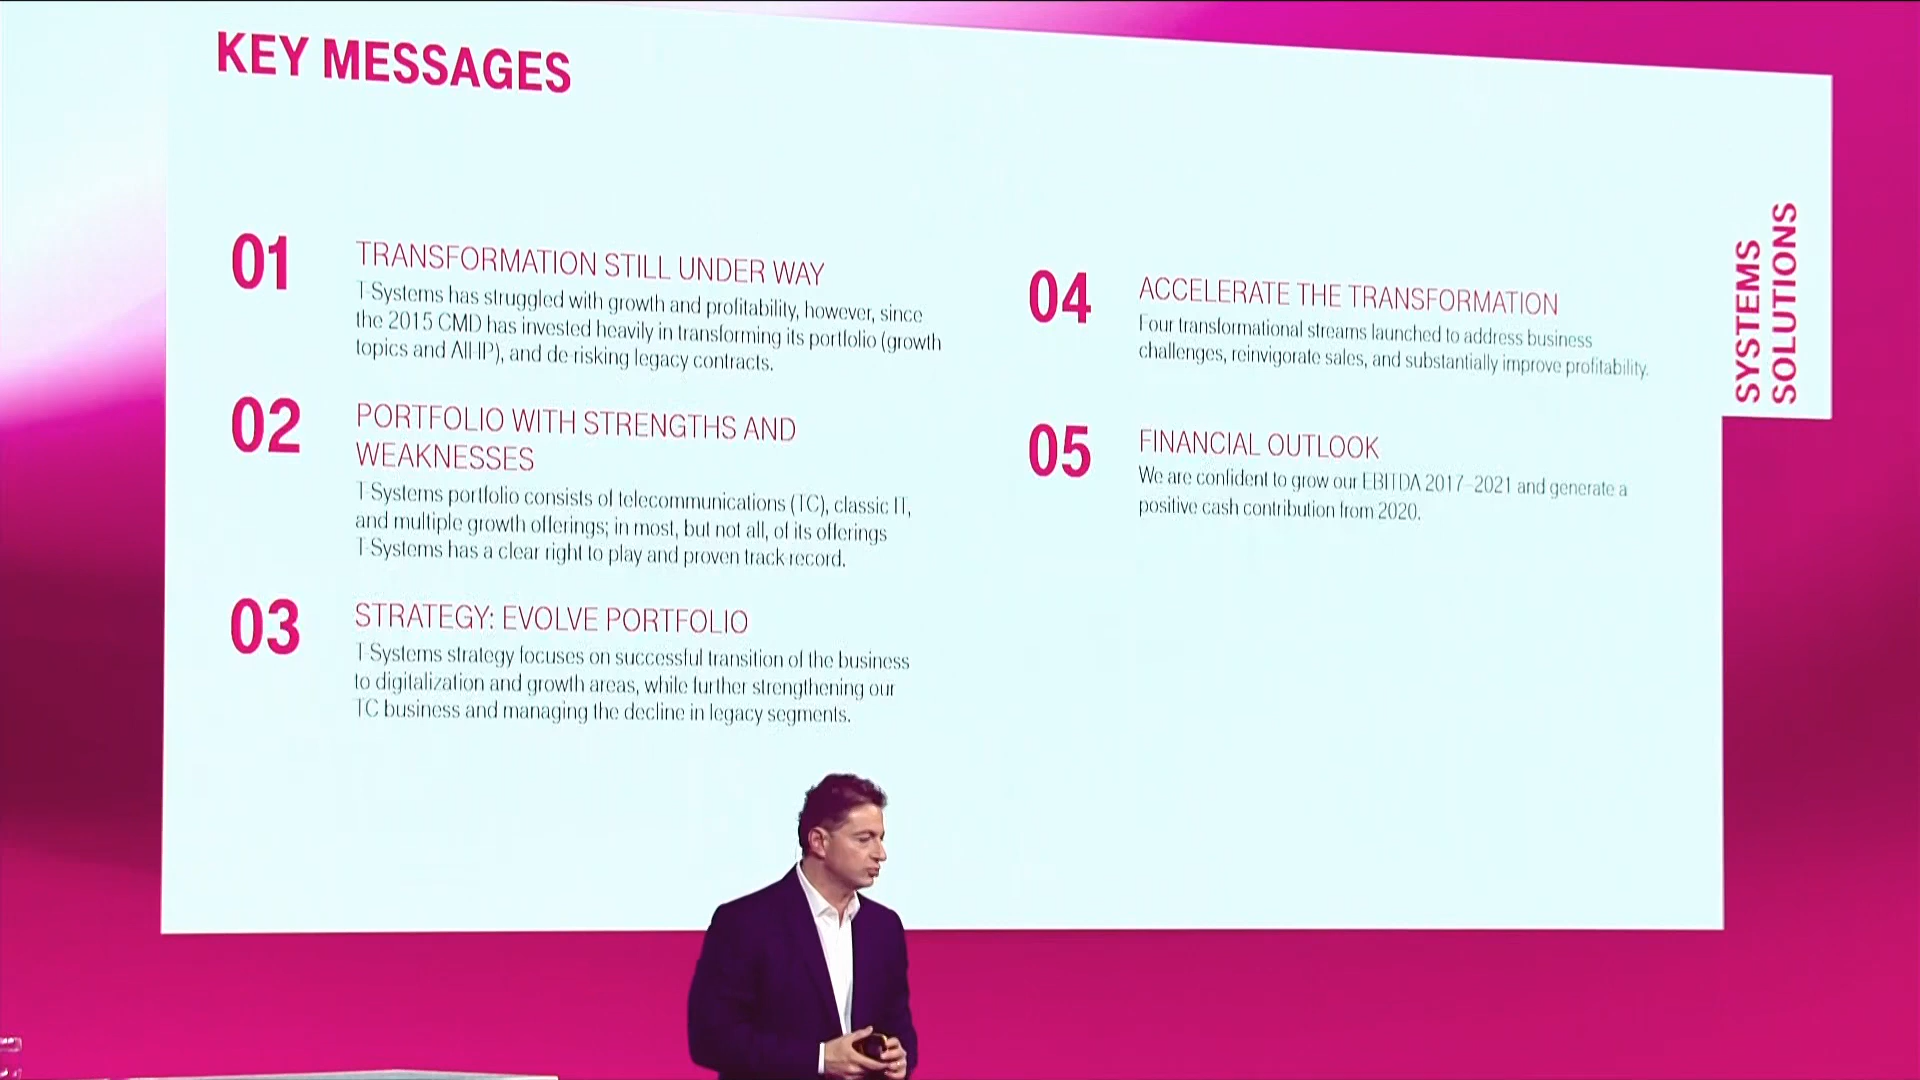 KEY MESSAGES
01
TRANSFORMATION STILL UNDER WAY
T-Systems has struggled with growth and profitability, however, since
the 2015 CMD has invested heavily in transforming its portfolio (growth
topics and All-IP), and de-risking legacy contracts.
02
PORTFOLIO WITH STRENGTHS AND
WEAKNESSES
T-Systems portfolio consists of telecommunications (TC), classic IT,
and multiple growth offerings; in most, but not all, of its offerings
T-Systems has a clear right to play and proven track record.
03
STRATEGY: EVOLVE PORTFOLIO
T-Systems strategy focuses on successful transition of the business
to digitalization and growth areas, while further strengthening our
TC business and managing the decline in legacy segments.
04
ACCELERATE THE TRANSFORMATION
Four transformational streams launched to address business
challenges, reinvigorate sales, and substantially improve profitability.
05
FINANCIAL OUTLOOK
We are confident to grow our EBITDA 2017–2021 and generate a
positive cash contribution from 2020.
SYSTEMS
SOLUTIONS